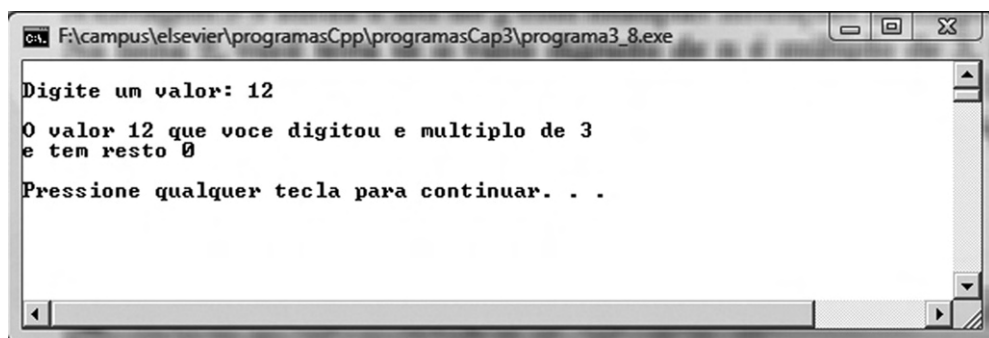 F:\campus\elsevier\programasCpp\programasCap3\programa3_8.exe
Digite um valor: 12
O valor 12 que voce digitou e multiplo de 3
e tem resto 0
Pressione qualquer tecla para continuar. . .